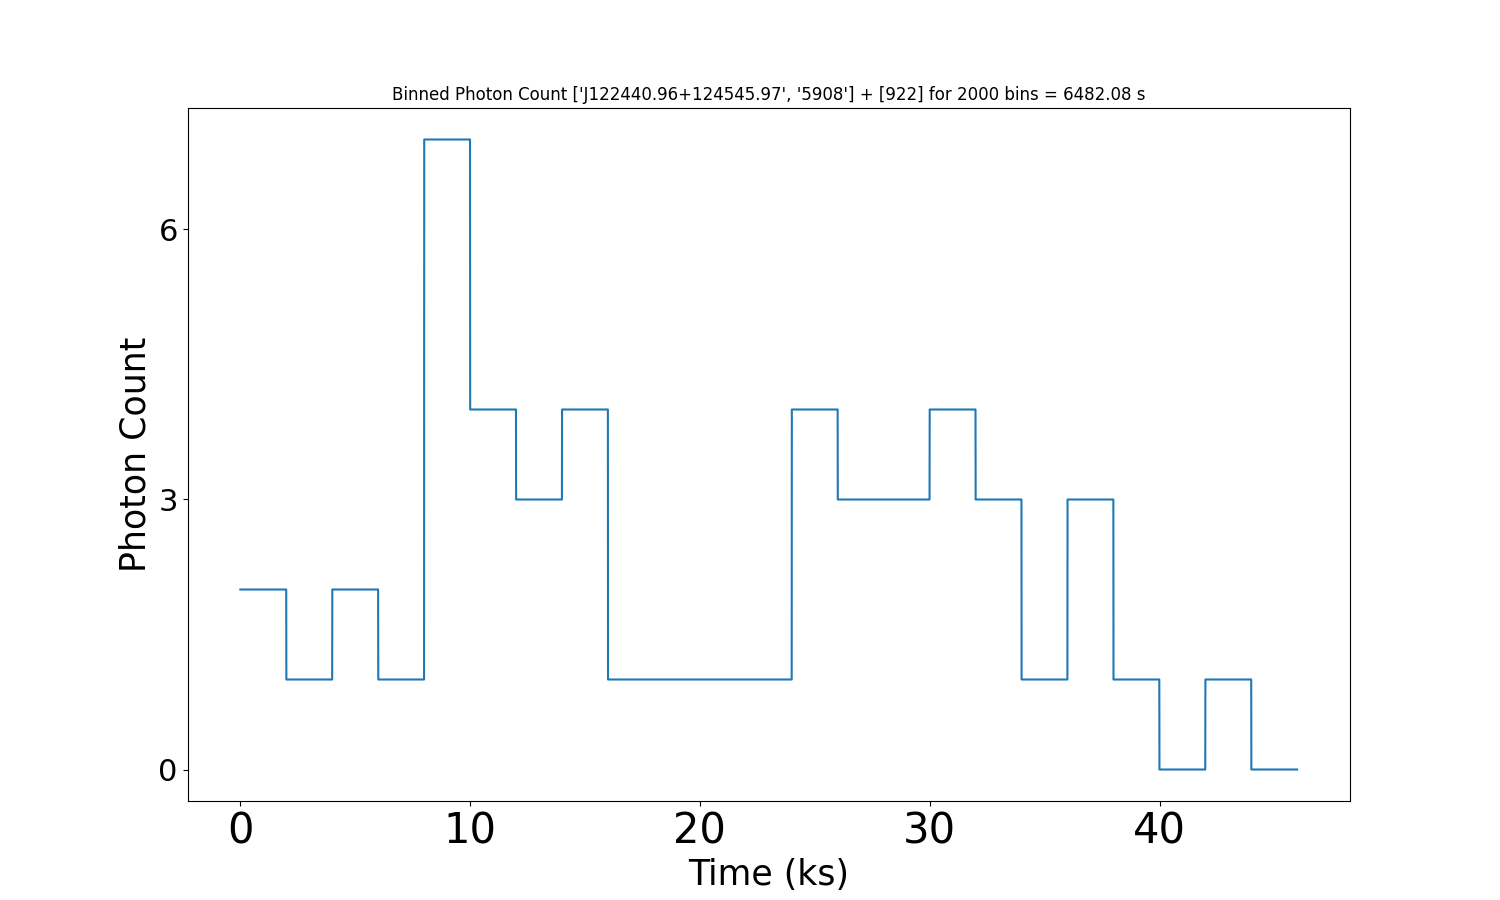 Binned Photon Count ['J122440.96+124545.97', '5908'] + [922] for 2000 bins = 6482.08 s
Photon Count
6
3
0
0 10 20 30 40
Time (ks)